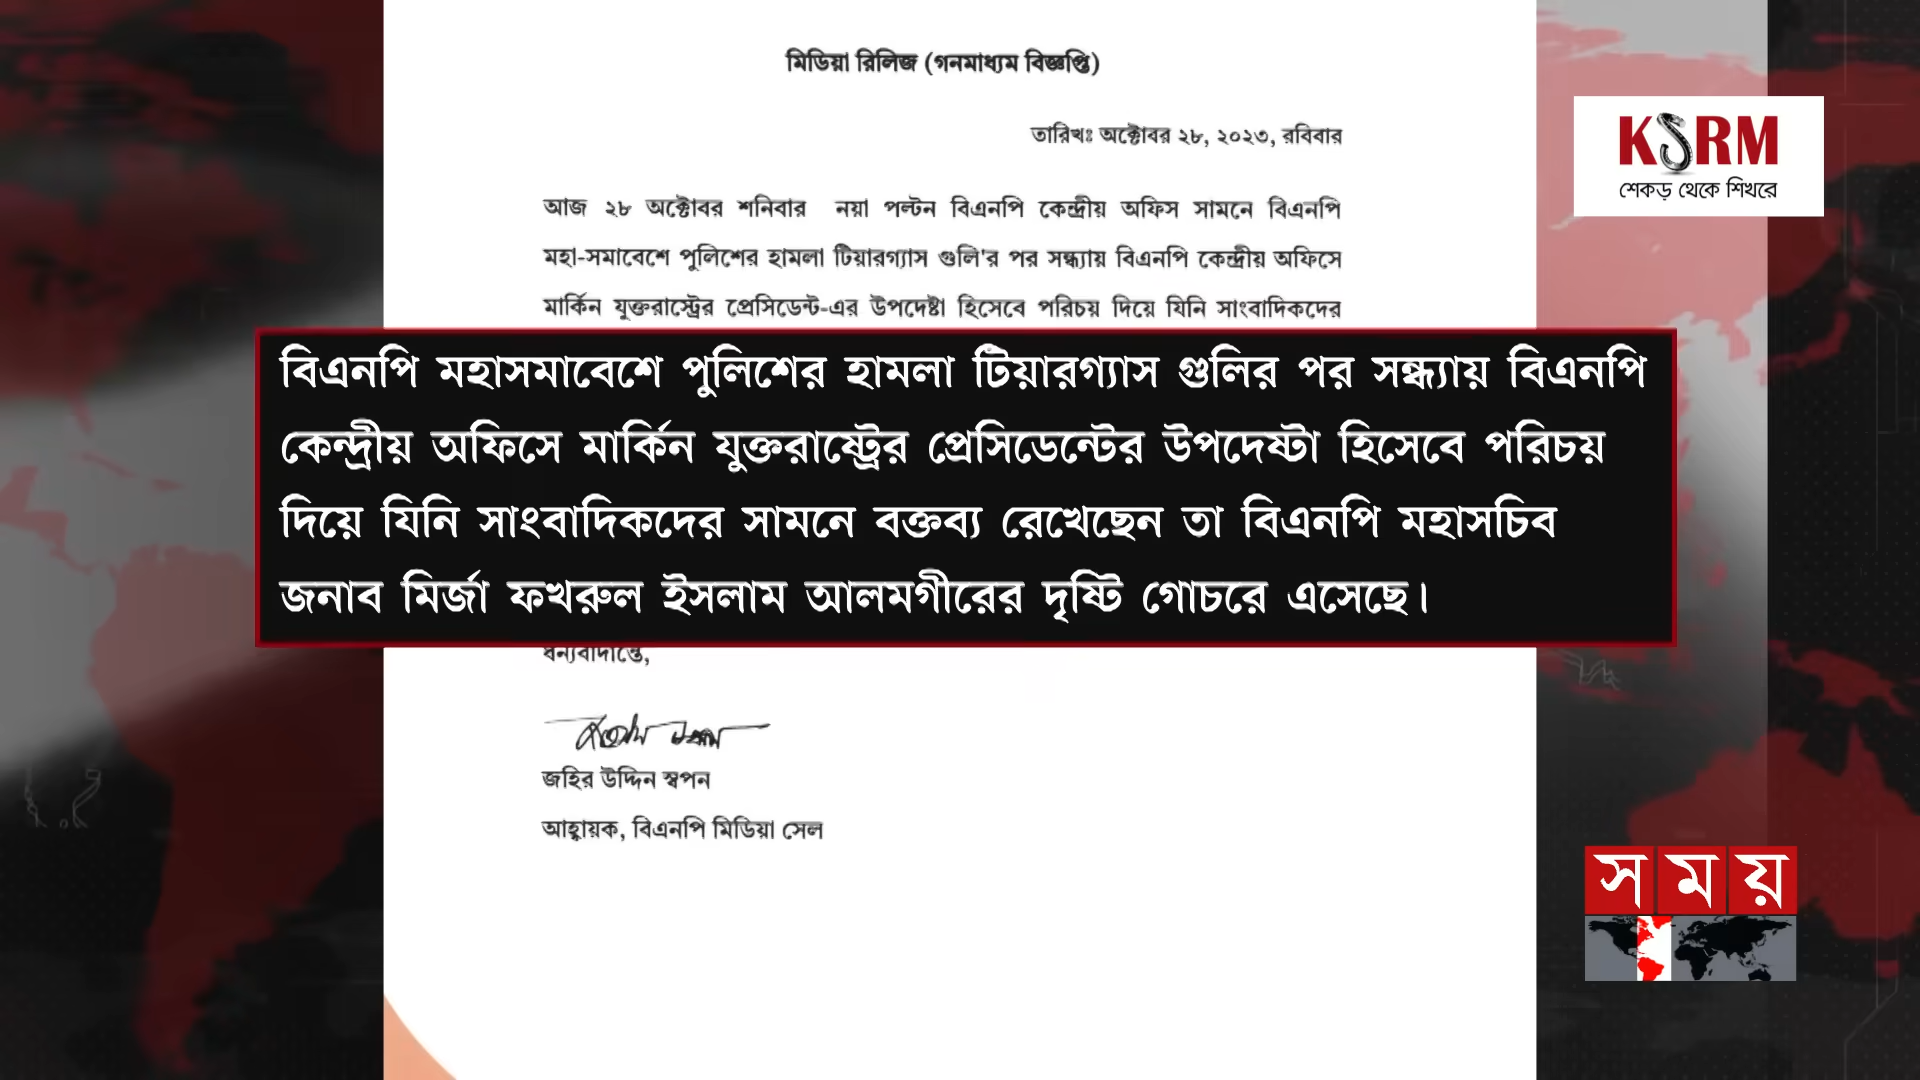 মিডিয়া রিলিজ (গনমাধ্যম বিজ্ঞপ্তি)
তারিখঃ অক্টোবর ২৮, ২০২৩, রবিবার
আজ ২৮ অক্টোবর শনিবার নয়া পল্টন বিএনপি কেন্দ্রীয় অফিস সামনে বিএনপি
মহা-সমাবেশে পুলিশের হামলা টিয়ারগ্যাস গুলি'র পর সন্ধ্যায় বিএনপি কেন্দ্রীয় অফিসে
মার্কিন যুক্তরাস্ট্রের প্রেসিডেন্ট-এর উপদেষ্টা হিসেবে পরিচয় দিয়ে যিনি সাংবাদিকদের
বিএনপি মহাসমাবেশে পুলিশের হামলা টিয়ারগ্যাস গুলির পর সন্ধ্যায় বিএনপি
কেন্দ্রীয় অফিসে মার্কিন যুক্তরাষ্ট্রের প্রেসিডেন্টের উপদেষ্টা হিসেবে পরিচয়
দিয়ে যিনি সাংবাদিকদের সামনে বক্তব্য রেখেছেন তা বিএনপি মহাসচিব
জনাব মির্জা ফখরুল ইসলাম আলমগীরের দৃষ্টি গোচরে এসেছে।
ধন্যবাদান্তে,
জহির উদ্দিন স্বপন
আহ্বায়ক, বিএনপি মিডিয়া সেল
KSRM
শেকড় থেকে শিখরে
সময়